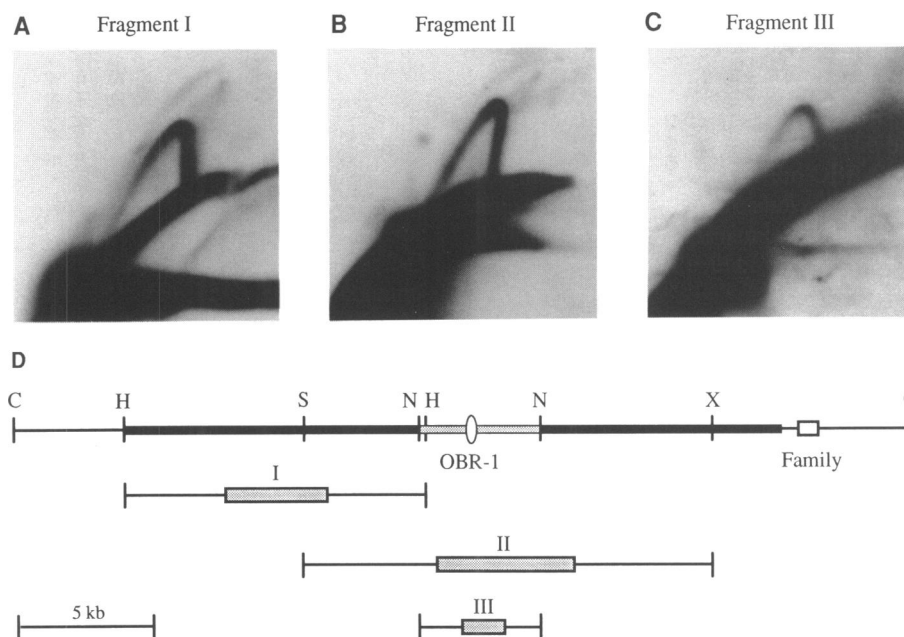 A Fragment I
B Fragment II
C Fragment III
D
C H S N H N X
OBR-1
Family
I
II
III
5 kb